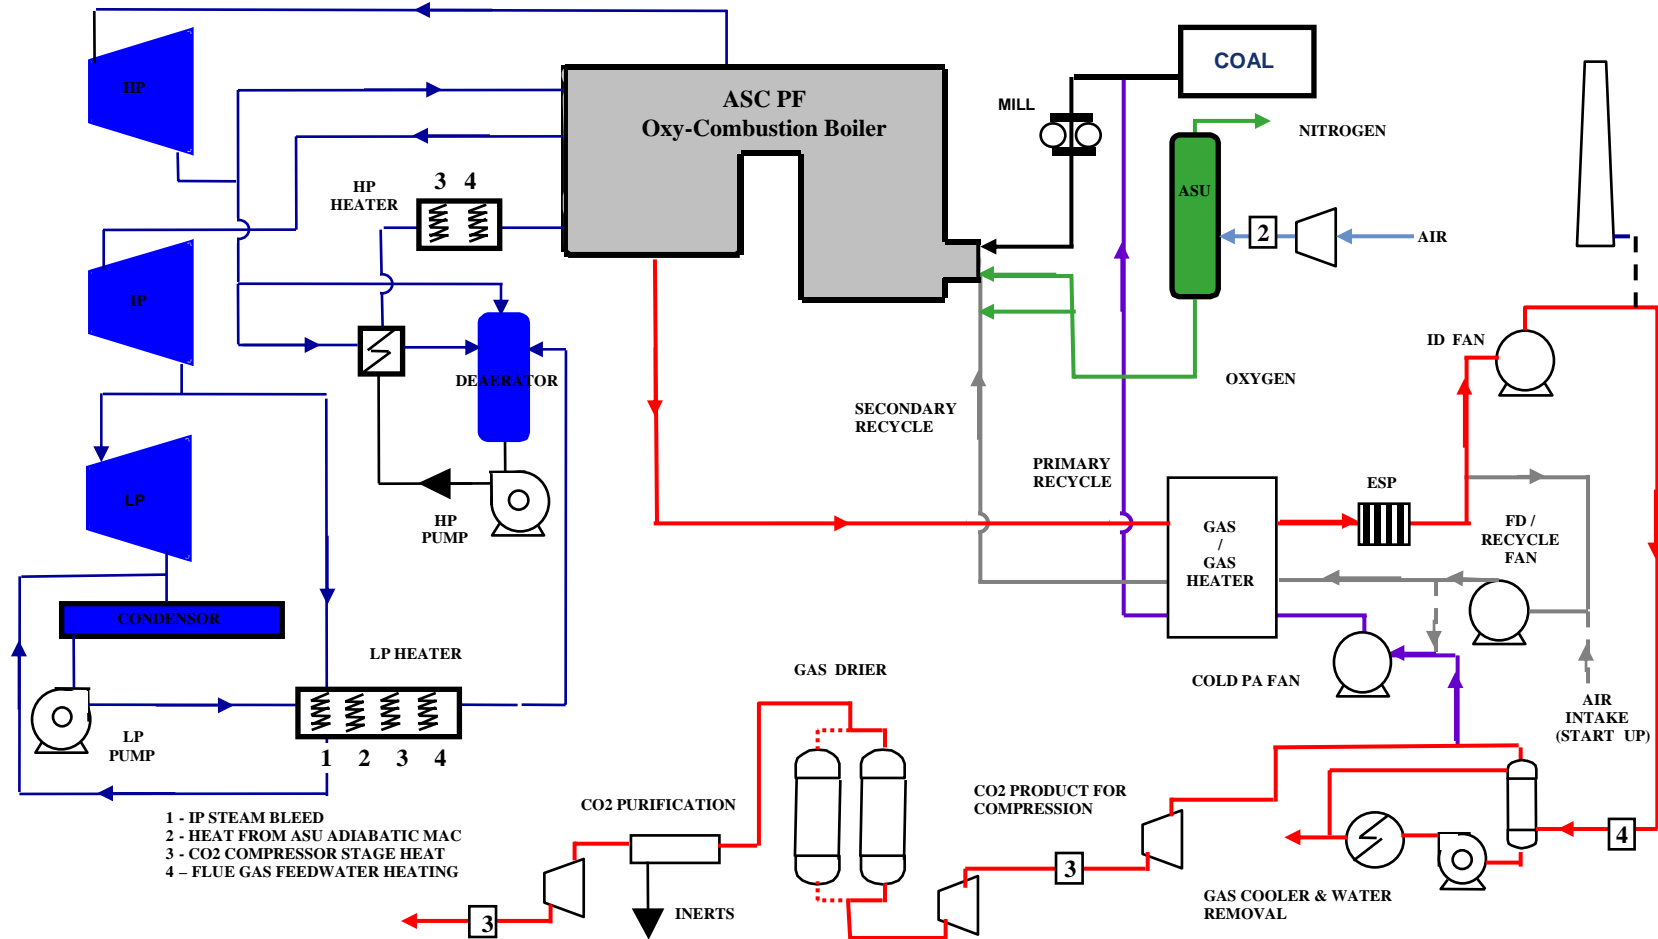 COAL
HP
ASC PF
Oxy-Combustion Boiler
MILL
NITROGEN
3 4
HP
HEATER
ASU
2
AIR
IP
ID FAN
DEAERATOR
OXYGEN
SECONDARY
RECYCLE
PRIMARY
RECYCLE
LP
HP
PUMP
GAS
/
GAS
HEATER
ESP
FD /
RECYCLE
FAN
CONDENSOR
LP HEATER
GAS DRIER
COLD PA FAN
AIR
INTAKE
(START UP)
LP
PUMP
1 2 3 4
CO2 PURIFICATION
CO2 PRODUCT FOR
COMPRESSION
1 - IP STEAM BLEED
2 - HEAT FROM ASU ADIABATIC MAC
3 - CO2 COMPRESSOR STAGE HEAT
4 – FLUE GAS FEEDWATER HEATING
4
3
GAS COOLER & WATER
REMOVAL
INERTS
3